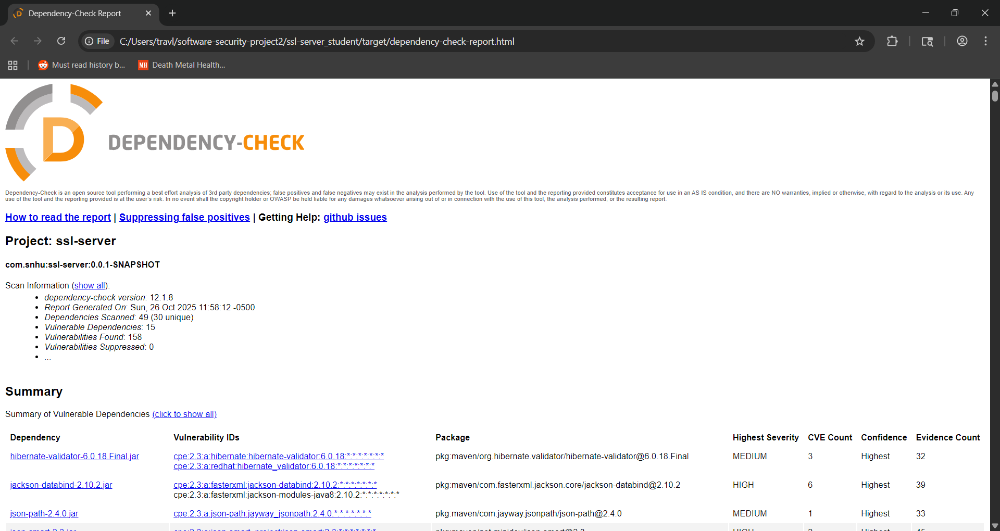 Dependency-Check Report
File
C:/Users/travl/software-security-project2/ssl-server_student/target/dependency-check-report.html
Must read history b...
MH
Death Metal Health...
D
DEPENDENCY-CHECK
Dependency-Check is an open source tool performing a best effort analysis of 3rd party dependencies; false positives and false negatives may exist in the analysis performed by the tool. Use of the tool and the reporting provided constitutes acceptance for use in an AS IS condition, and there are NO warranties, implied or otherwise, with regard to the analysis or its use. Any
use of the tool and the reporting provided is at the user's risk. In no event shall the copyright holder or OWASP be held liable for any damages whatsoever arising out of or in connection with the use of this tool, the analysis performed, or the resulting report.
How to read the report | Suppressing false positives | Getting Help: github issues
Project: ssl-server
com.snhu:ssl-server:0.0.1-SNAPSHOT
Scan Information (show all):
• dependency-check version: 12.1.8
• Report Generated On: Sun, 26 Oct 2025 11:58:12 -0500
• Dependencies Scanned: 49 (30 unique)
• Vulnerable Dependencies: 15
• Vulnerabilities Found: 158
• Vulnerabilities Suppressed: 0
• ...
Summary
Summary of Vulnerable Dependencies (click to show all)
Dependency Vulnerability IDs Package Highest Severity CVE Count Confidence Evidence Count
hibernate-validator-6.0.18.Final.jar cpe:2.3:a:hibernate:hibernate-validator:6.0.18:*:*:*:*:*:*:* pkg:maven/org.hibernate.validator/hibernate-validator@6.0.18.Final MEDIUM 3 Highest 32
cpe:2.3:a:redhat:hibernate_validator:6.0.18:*:*:*:*:*:*:*
jackson-databind-2.10.2.jar cpe:2.3:a:fasterxml:jackson-databind:2.10.2:*:*:*:*:*:*:* pkg:maven/com.fasterxml.jackson.core/jackson-databind@2.10.2 HIGH 6 Highest 39
cpe:2.3:a:fasterxml:jackson-modules-java8:2.10.2:*:*:*:*:*:*:*
json-path-2.4.0.jar cpe:2.3:a:json-path:jayway_jsonpath:2.4.0:*:*:*:*:*:*:* pkg:maven/com.jayway.jsonpath/json-path@2.4.0 MEDIUM 1 Highest 33